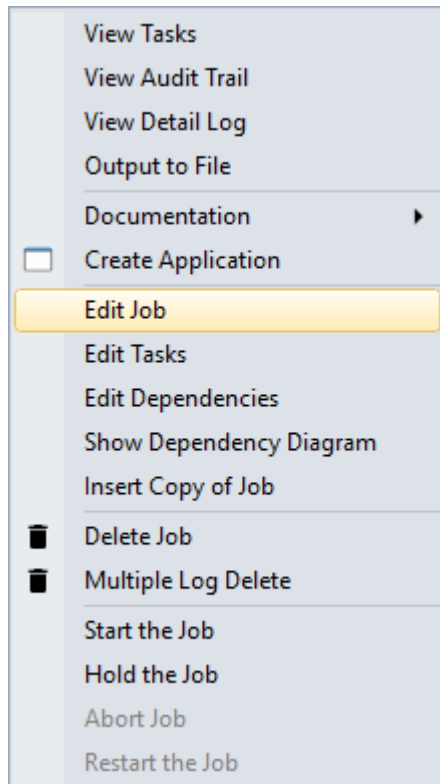 View Tasks
View Audit Trail
View Detail Log
Output to File
Documentation
Create Application
Edit Job
Edit Tasks
Edit Dependencies
Show Dependency Diagram
Insert Copy of Job
Delete Job
Multiple Log Delete
Start the Job
Hold the Job
Abort Job
Restart the Job